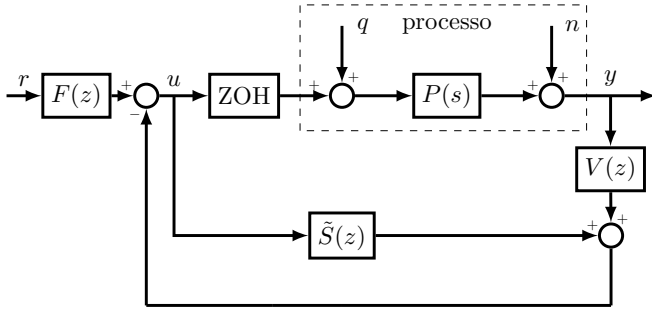 q processo n
r F(z) + − u ZOH + + P(s) + + y
V(z)
S̃(z) + +